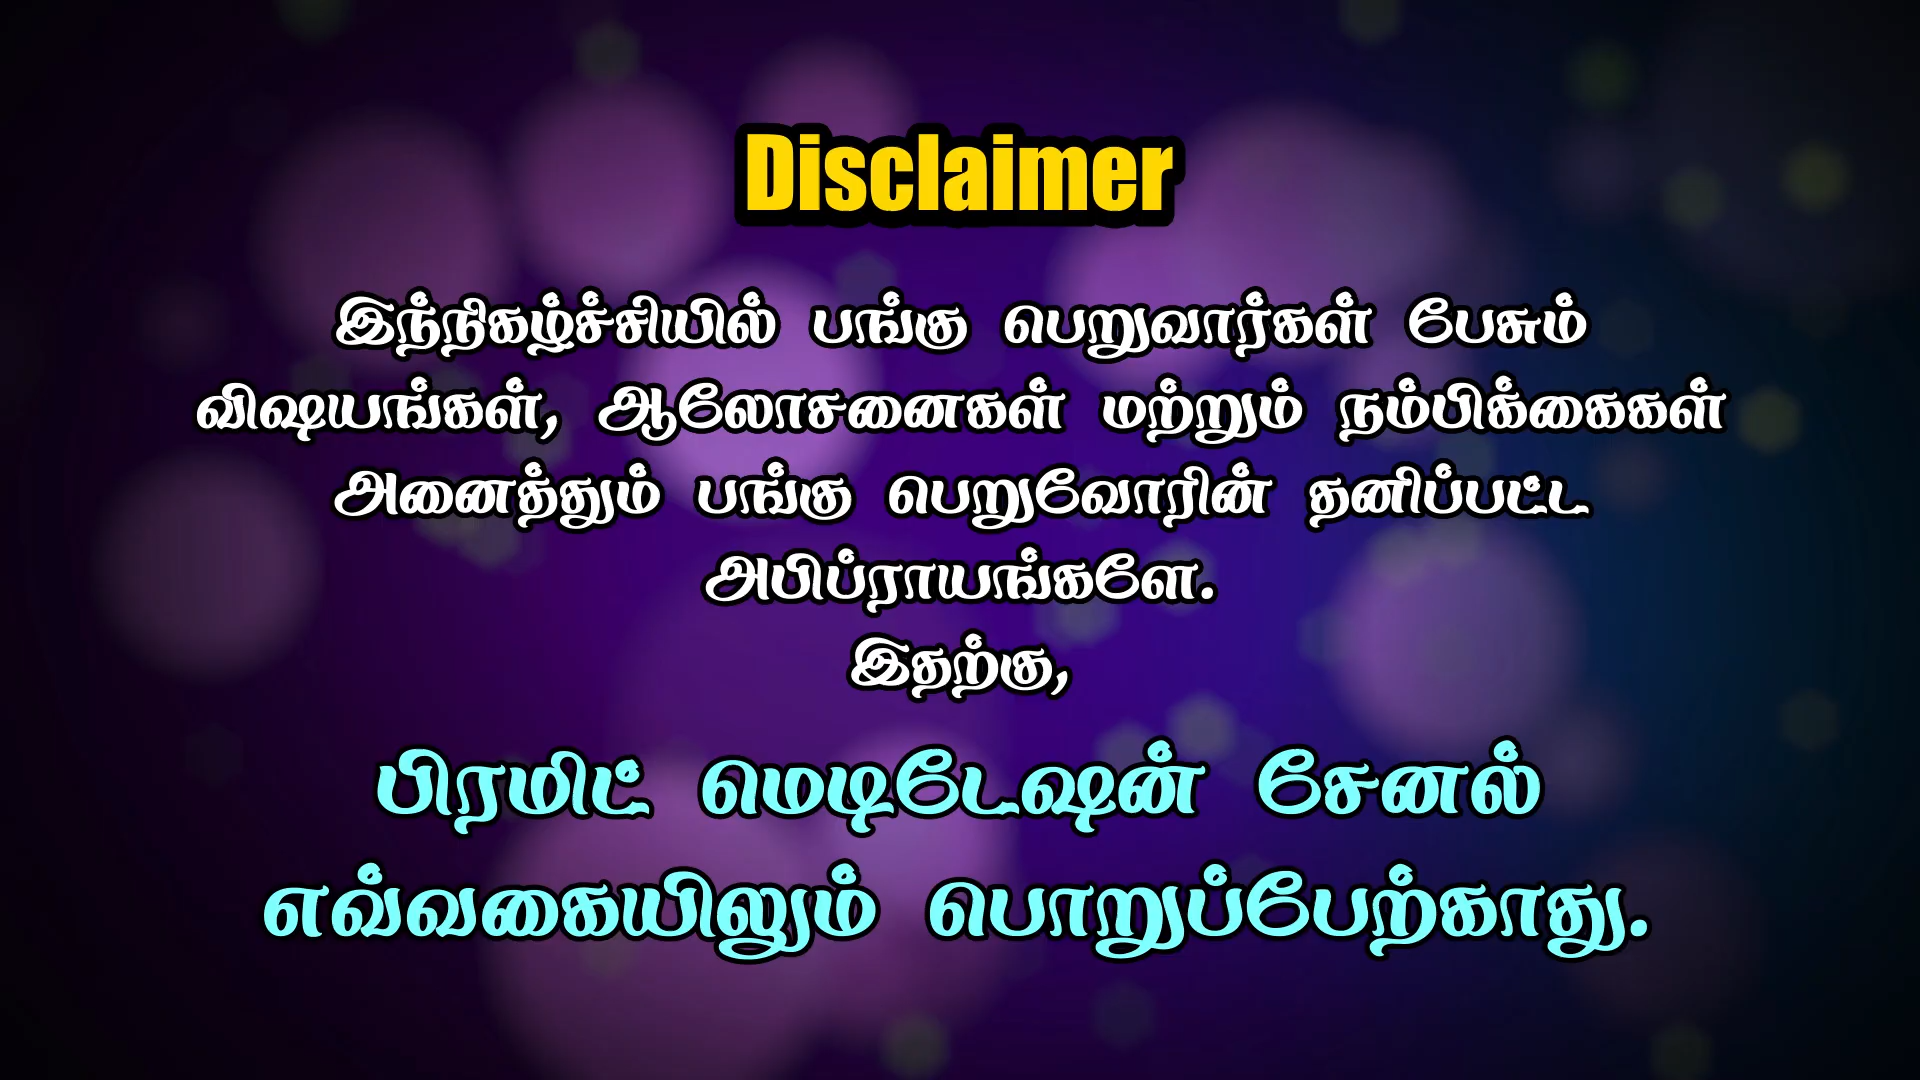 Disclaimer
இந்நிகழ்ச்சியில் பங்கு பெறுவார்கள் பேசும்
விஷயங்கள், ஆலோசனைகள் மற்றும் நம்பிக்கைகள்
அனைத்தும் பங்கு பெறுவோரின் தனிப்பட்ட
அபிப்ராயங்களே.
இதற்கு,
பிரமிட் மெடிடேஷன் சேனல்
எவ்வகையிலும் பொறுப்பேற்காது.